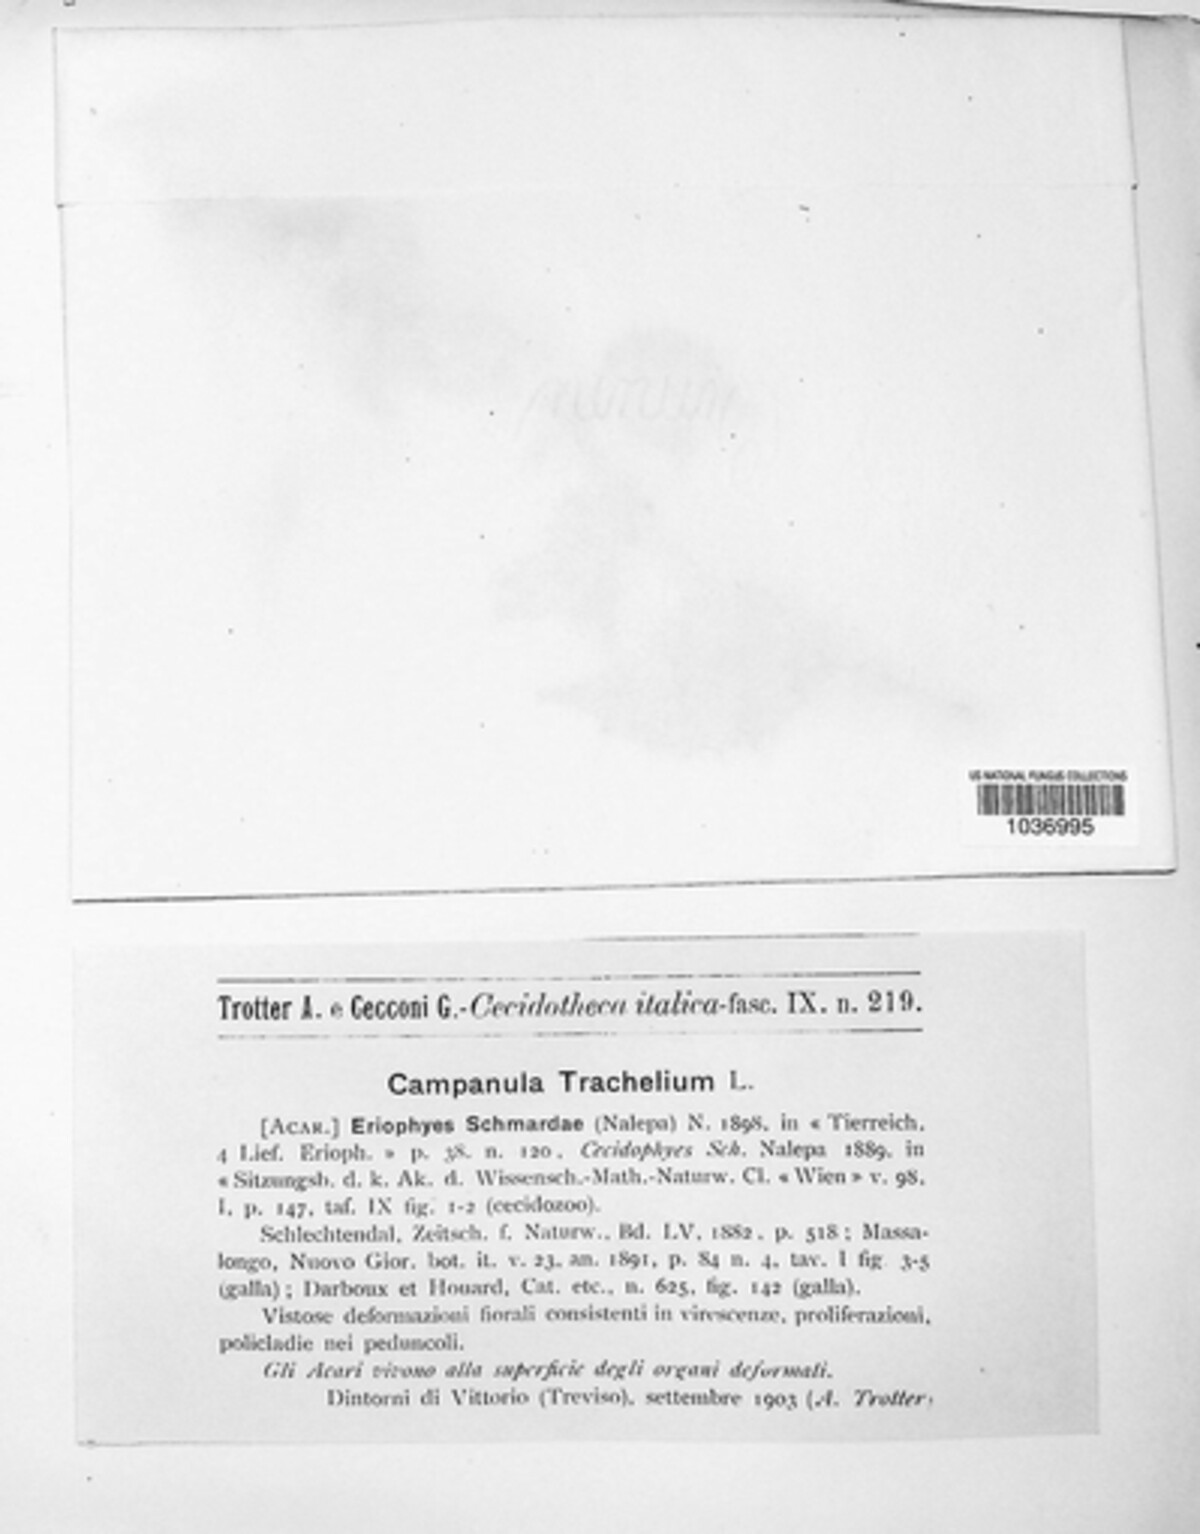 US NATIONAL FUNGUS COLLECTIONS
1036995
Trotter A. e Cecconi G.-Cecidotheca italica-fasc. IX. n. 219.
Campanula Trachelium L.
[ACAR.] Eriophyes Schmardae (Nalepa) N. 1898, in « Tierreich,
4 Lief. Erioph. » p. 38. n. 120, Cecidophyes Sch. Nalepa 1889, in
« Sitzungsb. d. k. Ak. d. Wissensch.-Math.-Naturw. Cl. « Wien » v. 98,
I, p. 147, taf. IX fig. 1-2 (cecidozoo).
Schlechtendal, Zeitsch. f. Naturw., Bd. LV, 1882, p. 518 ; Massa-
longo, Nuovo Gior. bot. it. v. 23, an. 1891, p. 84 n. 4, tav. I fig 3-5
(galla) ; Darboux et Houard, Cat. etc., n. 625, fig. 142 (galla).
Vistose deformazioni fiorali consistenti in virescenze, proliferazioni,
policladie nei peduncoli.
Gli Acari vivono alla superficie degli organi deformati.
Dintorni di Vittorio (Treviso), settembre 1903 (A. Trotter)